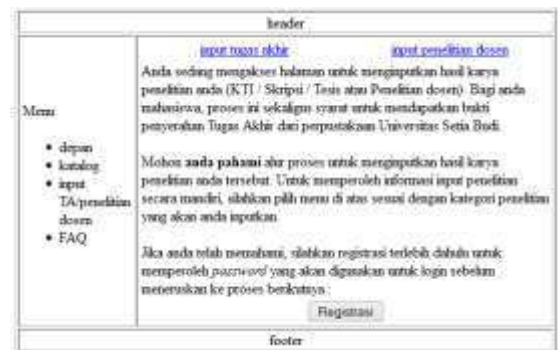 header
Menu
depan
katalog
input
TA/penelitian
dosen
FAQ
input tugas akhir input penelitian dosen
Anda sedang mengakses halaman untuk menginputkan hasil karya
penelitian anda (KTI / Skripsi / Tesis atau Penelitian dosen). Bagi anda
mahasiswa, proses ini sekaligus syarat untuk mendapatkan bukti
penyerahan Tugas Akhir dari perpustakaan Universitas Setia Budi.
Mohon anda pahami alur proses untuk menginputkan hasil karya
penelitian anda tersebut. Untuk memperoleh informasi input penelitian
secara mandiri, silahkan pilih menu di atas sesuai dengan kategori penelitian
yang akan anda inputkan.
Jika anda telah memahami, silahkan registrasi terlebih dahulu untuk
memperoleh password yang akan digunakan untuk login sebelum
meneruskan ke proses berikutnya :
Registrasi
footer